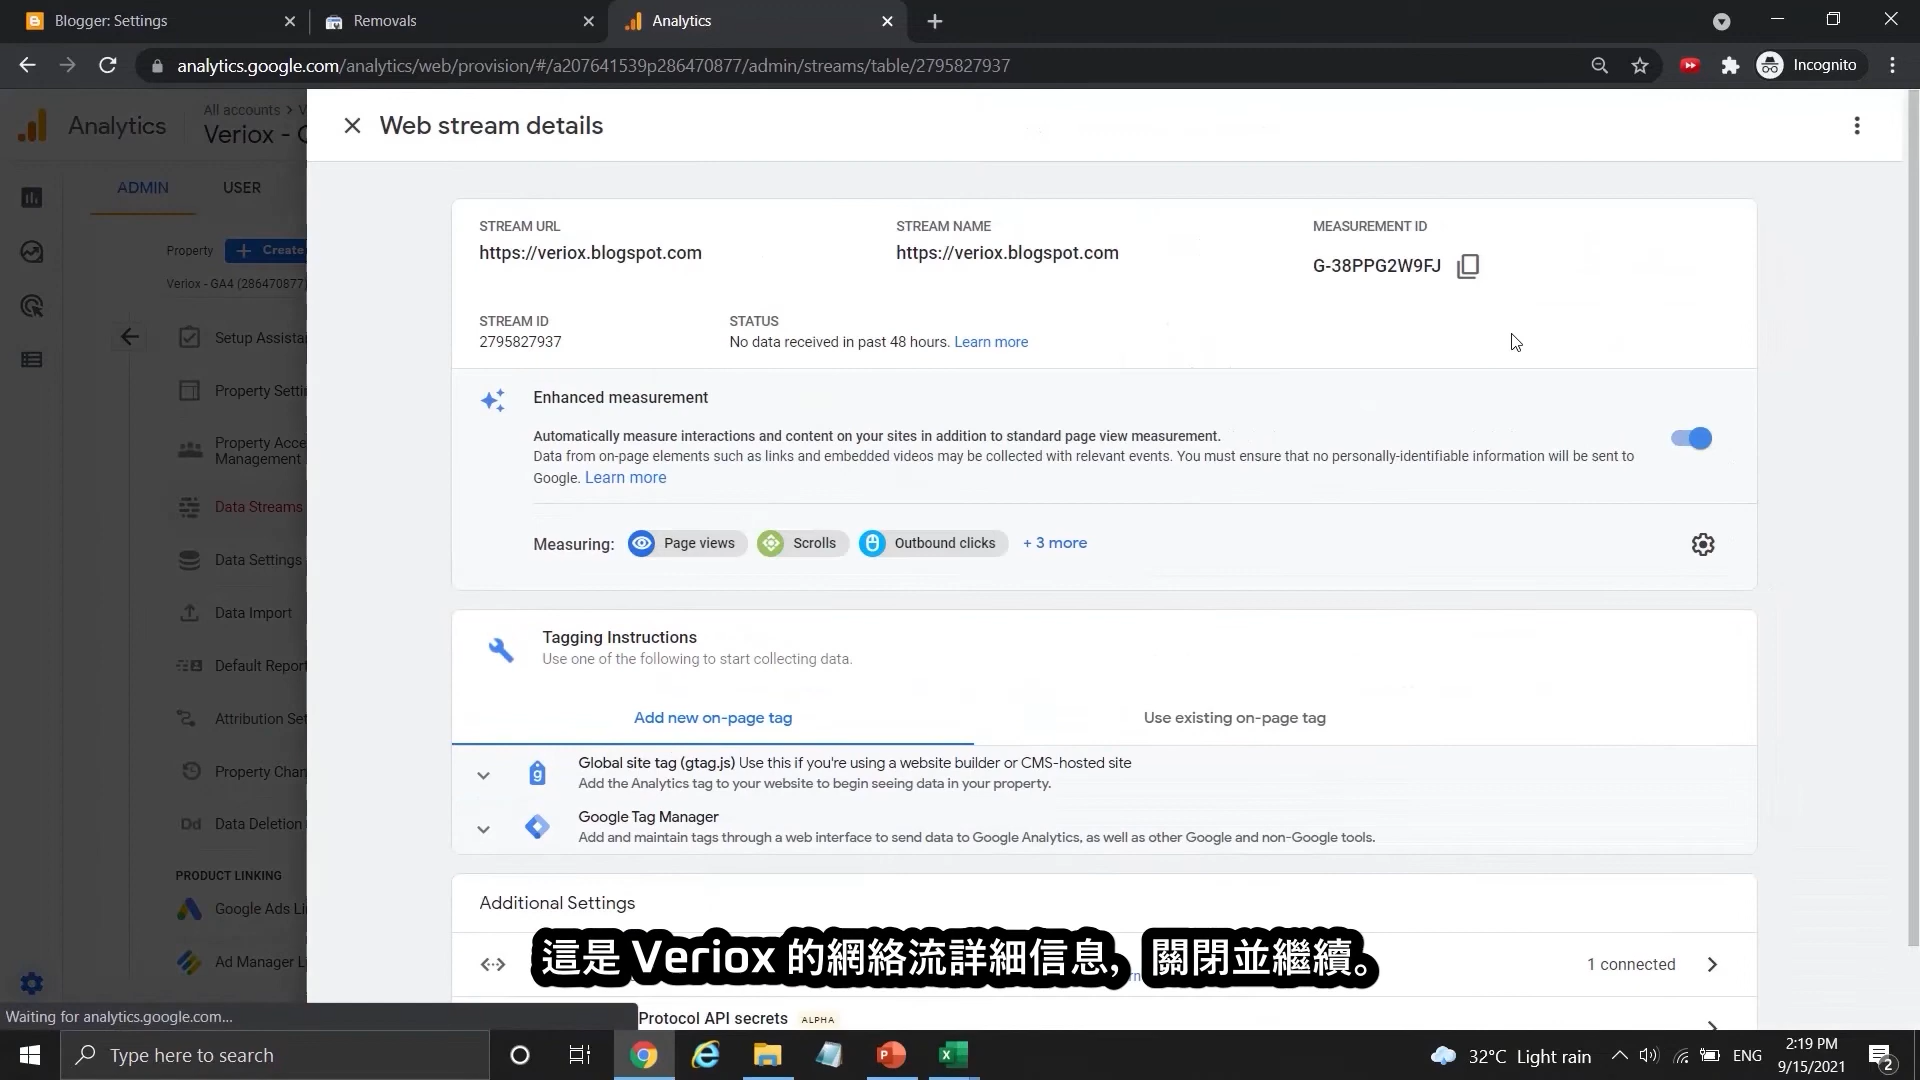 Blogger: Settings
Removals
Analytics
analytics.google.com/analytics/web/provision/#/a207641539p286470877/admin/streams/table/2795827937
Incognito
Analytics
All accounts > V
Veriox -
Web stream details
ADMIN
USER
Property
Create
Veriox - GA4 (286470877)
Setup Assista
Property Setti
Property Acce
Management
Data Streams
Data Settings
Data Import
Default Report
Attribution Set
Property Chan
Dd
Data Deletion
PRODUCT LINKING
Google Ads Li
Ad Manager L
STREAM URL
https://veriox.blogspot.com
STREAM NAME
https://veriox.blogspot.com
MEASUREMENT ID
G-38PPG2W9FJ
STREAM ID
2795827937
STATUS
No data received in past 48 hours. Learn more
Enhanced measurement
Automatically measure interactions and content on your sites in addition to standard page view measurement.
Data from on-page elements such as links and embedded videos may be collected with relevant events. You must ensure that no personally-identifiable information will be sent to
Google. Learn more
Measuring:
Page views
Scrolls
Outbound clicks
+ 3 more
Tagging Instructions
Use one of the following to start collecting data.
Add new on-page tag
Use existing on-page tag
g
Global site tag (gtag.js) Use this if you're using a website builder or CMS-hosted site
Add the Analytics tag to your website to begin seeing data in your property.
Google Tag Manager
Add and maintain tags through a web interface to send data to Google Analytics, as well as other Google and non-Google tools.
Additional Settings
這是 Veriox 的網絡流詳細信息，關閉並繼續。
1 connected
Protocol API secrets ALPHA
Waiting for analytics.google.com...
Type here to search
32°C Light rain
ENG
2:19 PM
9/15/2021
2